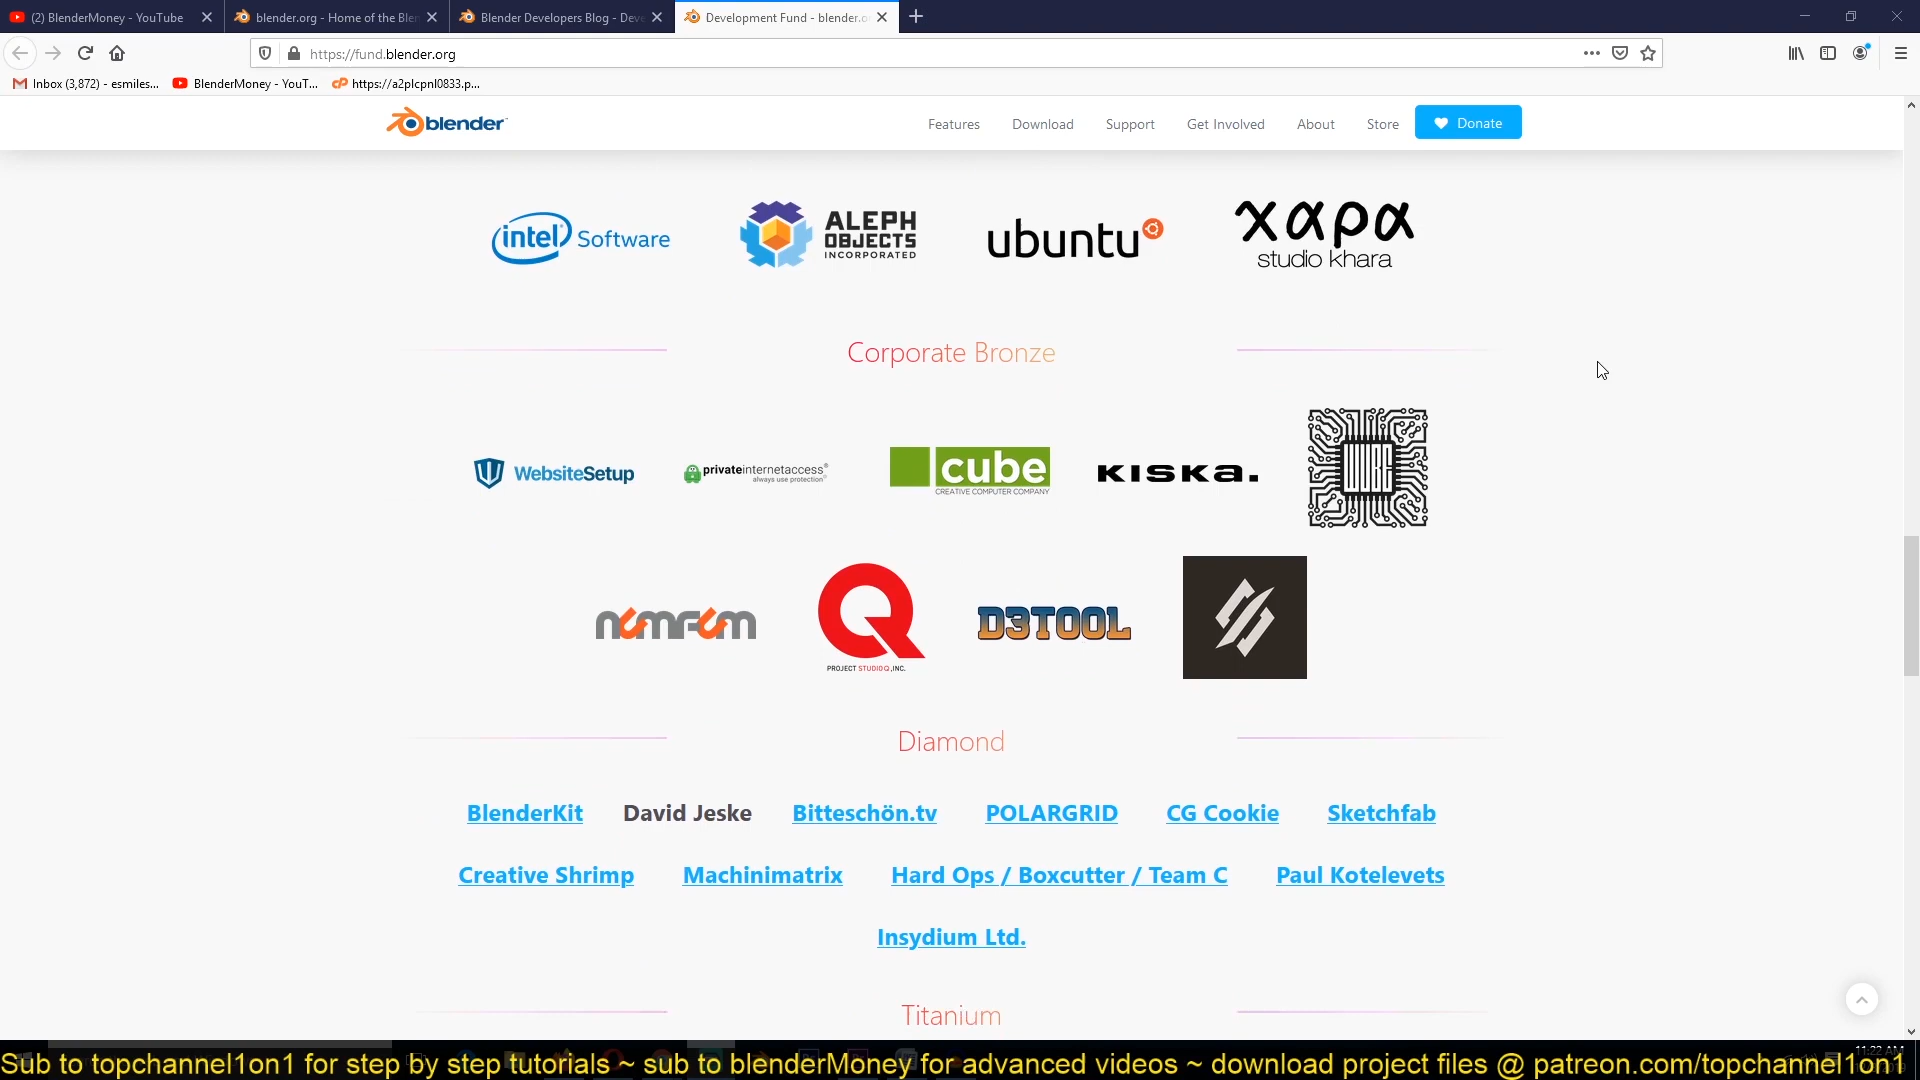 (2) BlenderMoney - YouTube
blender.org - Home of the Blen
Blender Developers Blog - Deve
Development Fund - blender.o
https://fund.blender.org
Inbox (3,872) - esmiles...
BlenderMoney - YouT...
https://a2plcpnl0833.p...
blender
Features
Download
Support
Get Involved
About
Store
Donate
intel Software
ALEPH
OBJECTS
INCORPORATED
ubuntu
χαρα
studio khara
Corporate Bronze
WebsiteSetup
privateinternetaccess®
always use protection®
cube
CREATIVE COMPUTER COMPANY
KISKA.
PROJECT STUDIO Q, INC.
D3TOOL
Diamond
BlenderKit
David Jeske
Bitteschön.tv
POLARGRID
CG Cookie
Sketchfab
Creative Shrimp
Machinimatrix
Hard Ops / Boxcutter / Team C
Paul Kotelevets
Insydium Ltd.
Titanium
11:22 AM
Sub to topchannel1on1 for step by step tutorials ~ sub to blenderMoney for advanced videos ~ download project files @ patreon.com/topchannel1on1